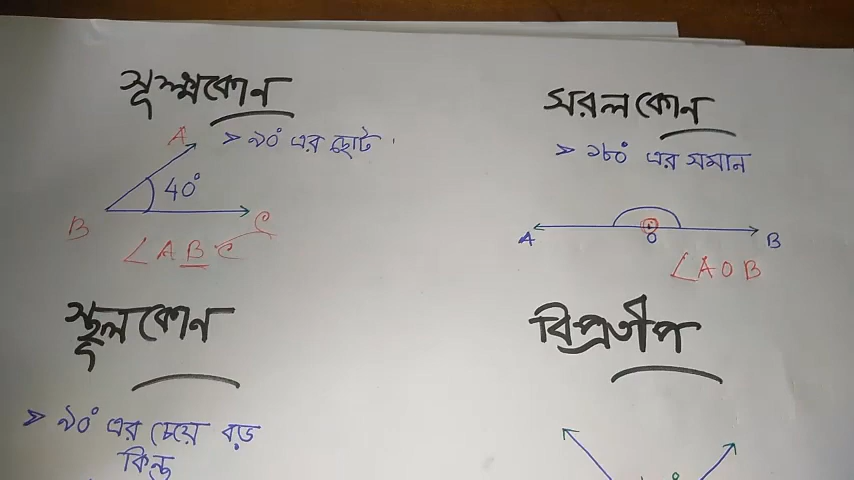 সূক্ষ্মকোন
> ৯০° এর ছোট
A
40°
B
C
∠ABC
সরলকোন
> ১৮০° এর সমান
A
O
B
∠AOB
স্থূলকোন
> ৯০° এর চেয়ে বড়
কিন্তু
বিপ্রতীপ